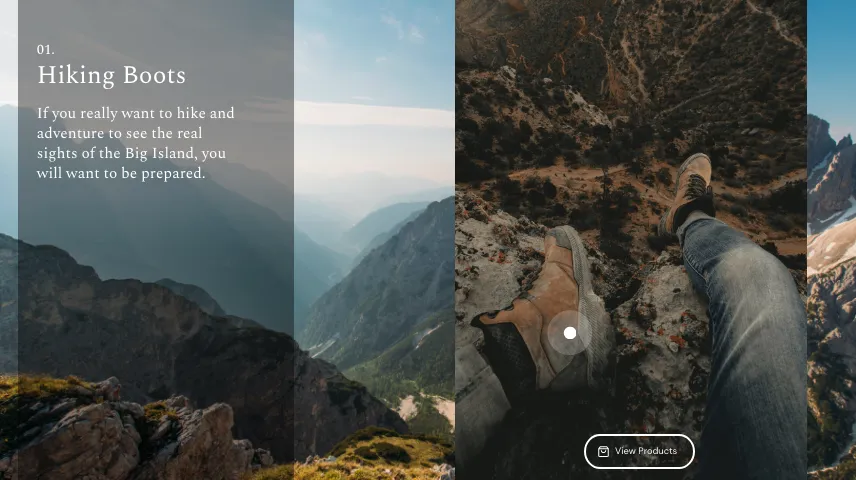 01.
Hiking Boots
If you really want to hike and
adventure to see the real
sights of the Big Island, you
will want to be prepared.
View Products